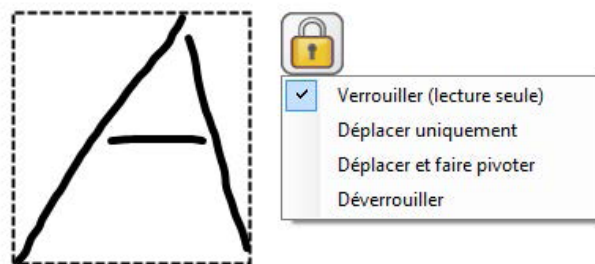 A
Verrouiller (lecture seule)
Déplacer uniquement
Déplacer et faire pivoter
Déverrouiller